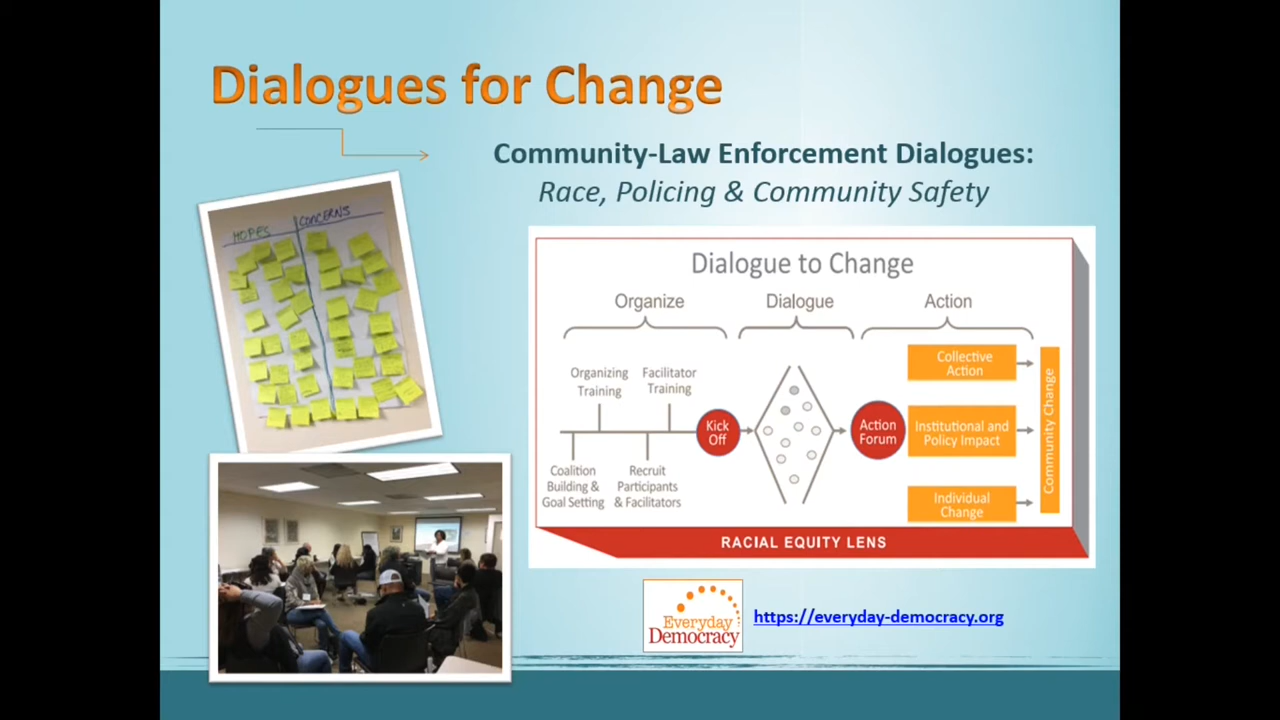 Dialogues for Change
Community-Law Enforcement Dialogues:
Race, Policing & Community Safety
HOPES
CONCERNS
Dialogue to Change
Organize
Dialogue
Action
Organizing
Training
Facilitator
Training
Coalition
Building &
Goal Setting
Recruit
Participants
& Facilitators
Kick
Off
Action
Forum
Collective
Action
Institutional and
Policy Impact
Individual
Change
Community Change
RACIAL EQUITY LENS
Everyday
Democracy
https://everyday-democracy.org